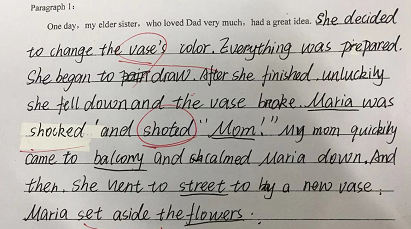 Paragraph 1:
One day, my elder sister, who loved Dad very much, had a great idea. She decided
to change the vase's color. Everything was prepared.
She began to draw. After she finished, unluckily
she fell down and the vase broke. Maria was
shocked and shoted "Mom!" My mom quickily
came to balcony and calmed Maria down. And
then, she went to street to by a new vase,
Maria set aside the flowers.